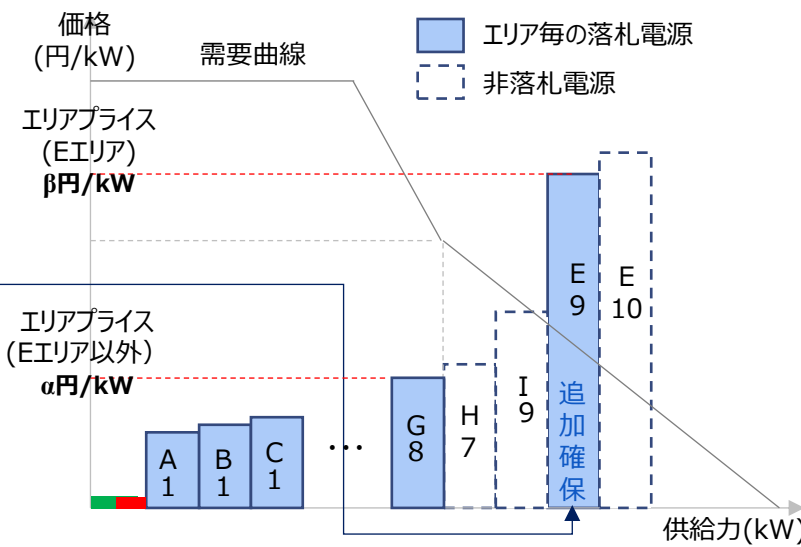 価格
(円/kW)
需要曲線
エリア毎の落札電源
非落札電源
エリアプライス
(Eエリア)
β円/kW
エリアプライス
(Eエリア以外)
α円/kW
A
1
B
1
C
1
…
G
8
H
7
I
9
E
9
追加確保
E
10
供給力(kW)